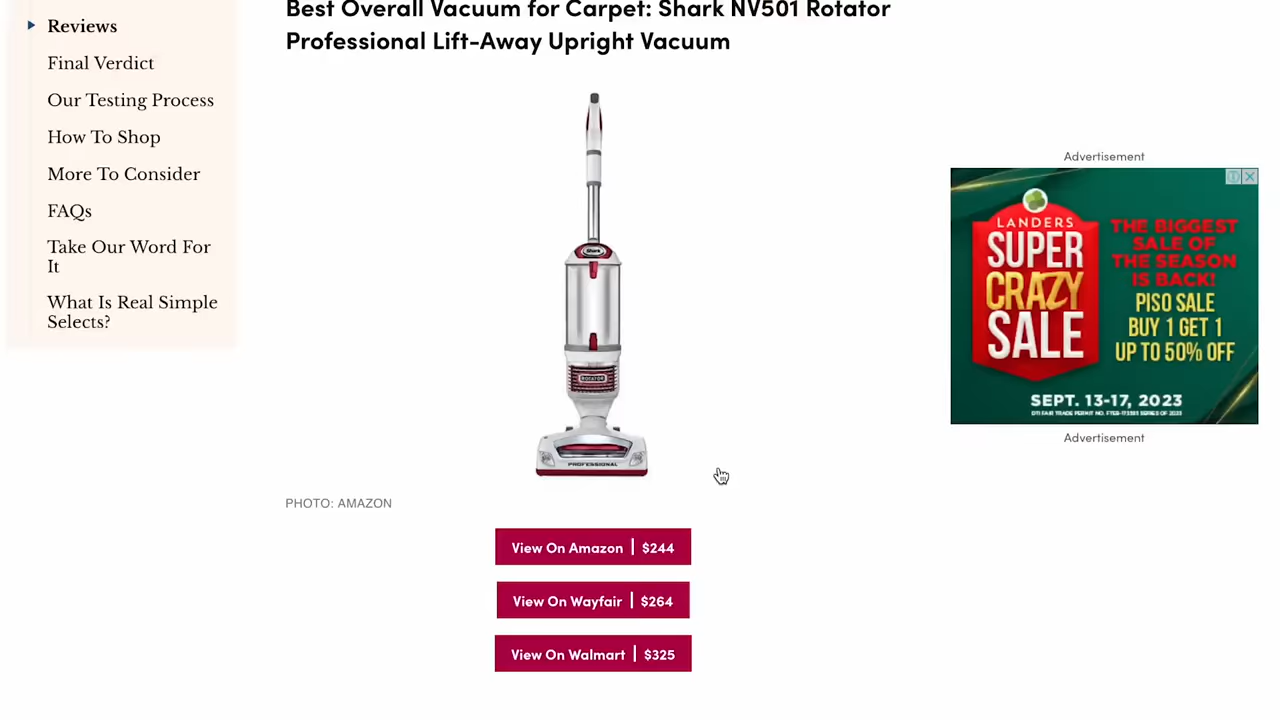 Reviews
Final Verdict
Our Testing Process
How To Shop
More To Consider
FAQs
Take Our Word For
It
What Is Real Simple
Selects?
Best Overall Vacuum for Carpet: Shark NV501 Rotator
Professional Lift-Away Upright Vacuum
Shark
ROTATOR
PROFESSIONAL
PHOTO: AMAZON
View On Amazon | $244
View On Wayfair | $264
View On Walmart | $325
Advertisement
LANDERS
SUPER
CRAZY
SALE
THE BIGGEST
SALE OF
THE SEASON
IS BACK!
PISO SALE
BUY 1 GET 1
UP TO 50% OFF
SEPT. 13-17, 2023
Advertisement